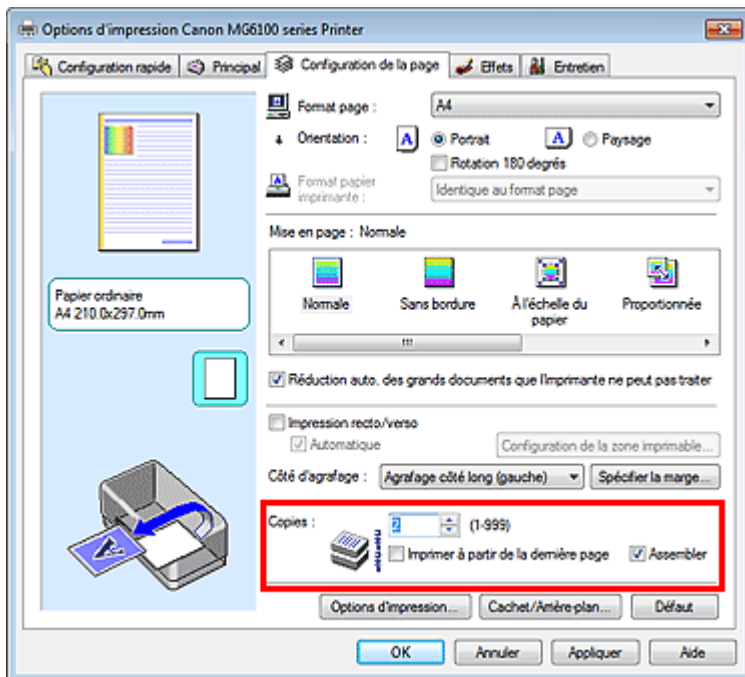 Options d'impression Canon MG6100 series Printer
Configuration rapide Principal Configuration de la page Effets Entretien
Format page : A4
Orientation : A Portrait A Paysage
Rotation 180 degrés
Format papier
imprimante : Identique au format page
Mise en page : Normale
Normale Sans bordure À l'échelle du
papier Proportionnée
Papier ordinaire
A4 210.0x297.0mm
Réduction auto. des grands documents que l'imprimante ne peut pas traiter
Impression recto/verso
Automatique Configuration de la zone imprimable...
Côté d'agrafage : Agrafage côté long (gauche) Spécifier la marge...
Copies : 2 (1-999)
Imprimer à partir de la dernière page Assembler
Options d'impression... Cachet/Arrière-plan... Défaut
OK Annuler Appliquer Aide